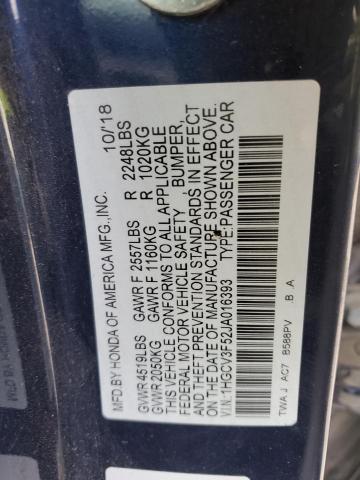 MFD.BY HONDA OF AMERICA MFG.,INC. 10/18
GVWR 4519LBS GAWR F 2557LBS R 2248LBS
GVWR 2050KG GAWR F 1160KG R 1020KG
THIS VEHICLE CONFORMS TO ALL APPLICABLE
FEDERAL MOTOR VEHICLE SAFETY , BUMPER,
AND THEFT PREVENTION STANDARDS IN EFFECT
ON THE DATE OF MANUFACTURE SHOWN ABOVE.
V.I.N:1HGCV3F52JA016393 TYPE:PASSENGER CAR
TWA J AC7 B588PV .B .A